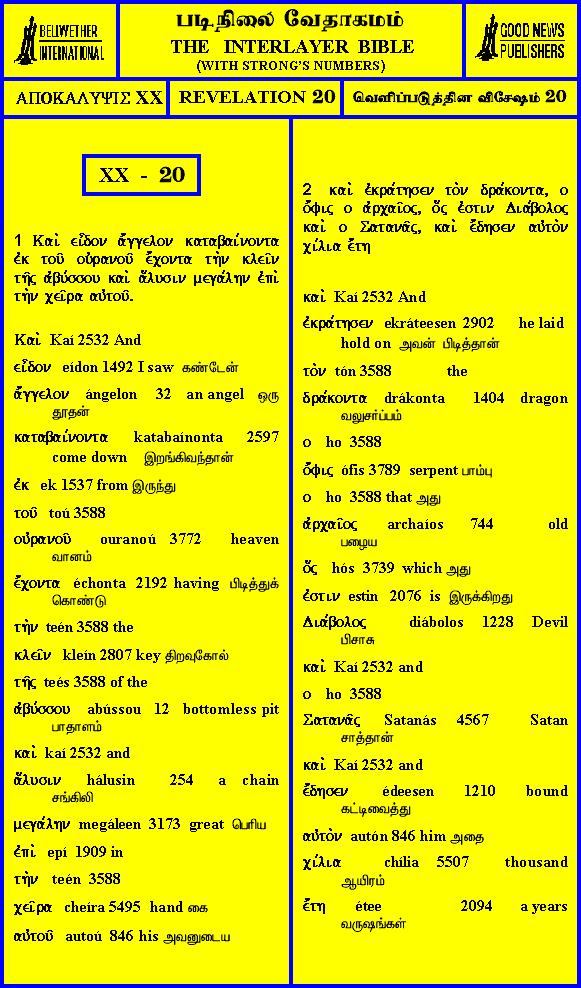 BELLWETHER
INTERNATIONAL
படிநிலை வேதாகமம்
THE INTERLAYER BIBLE
(WITH STRONG'S NUMBERS)
GOOD NEWS
PUBLISHERS
ΑΠΟΚΑΛΥΨΙΣ XX
REVELATION 20
வெளிப்படுத்தின விசேஷம் 20
XX - 20
1 Καὶ εἶδον ἄγγελον καταβαίνοντα
ἐκ τοῦ οὐρανοῦ ἔχοντα τὴν κλεῖν
τῆς ἀβύσσου καὶ ἅλυσιν μεγάλην ἐπὶ
τὴν χεῖρα αὐτοῦ.
Καὶ Kaí 2532 And
εἶδον eídon 1492 I saw கண்டேன்
ἄγγελον ángelon 32 an angel ஒரு
தூதன்
καταβαίνοντα katabaínonta 2597
come down இறங்கிவந்தான்
ἐκ ek 1537 from இருந்து
τοῦ toú 3588
οὐρανοῦ ouranoú 3772 heaven
வானம்
ἔχοντα échonta 2192 having பிடித்துக்
கொண்டு
τὴν teén 3588 the
κλεῖν kleín 2807 key திறவுகோல்
τῆς teés 3588 of the
ἀβύσσου abússou 12 bottomless pit
பாதாளம்
καὶ kaí 2532 and
ἅλυσιν hálusin 254 a chain
சங்கிலி
μεγάλην megáleen 3173 great பெரிய
ἐπὶ epí 1909 in
τὴν teén 3588
χεῖρα cheíra 5495 hand கை
αὐτοῦ autoú 846 his அவனுடைய
2 καὶ ἐκράτησεν τὸν δράκοντα, ο
ὄφις ο ἀρχαῖος, ὅς ἐστιν Διάβολος
καὶ ο Σατανᾶς, καὶ ἔδησεν αὐτὸν
χίλια ἔτη
καὶ Kaí 2532 And
ἐκράτησεν ekráteesen 2902 he laid
hold on அவன் பிடித்தான்
τὸν tón 3588 the
δράκοντα drákonta 1404 dragon
வலுசர்ப்பம்
ο ho 3588
ὄφις ófis 3789 serpent பாம்பு
ο ho 3588 that அது
ἀρχαῖος archaíos 744 old
பழைய
ὅς hós 3739 which அது
ἐστιν estin 2076 is இருக்கிறது
Διάβολος diábolos 1228 Devil
பிசாசு
καὶ Kaí 2532 and
ο ho 3588
Σατανᾶς Satanás 4567 Satan
சாத்தான்
καὶ Kaí 2532 and
ἔδησεν édeesen 1210 bound
கட்டிவைத்து
αὐτὸν autón 846 him அதை
χίλια chília 5507 thousand
ஆயிரம்
ἔτη étee 2094 a years
வருஷங்கள்